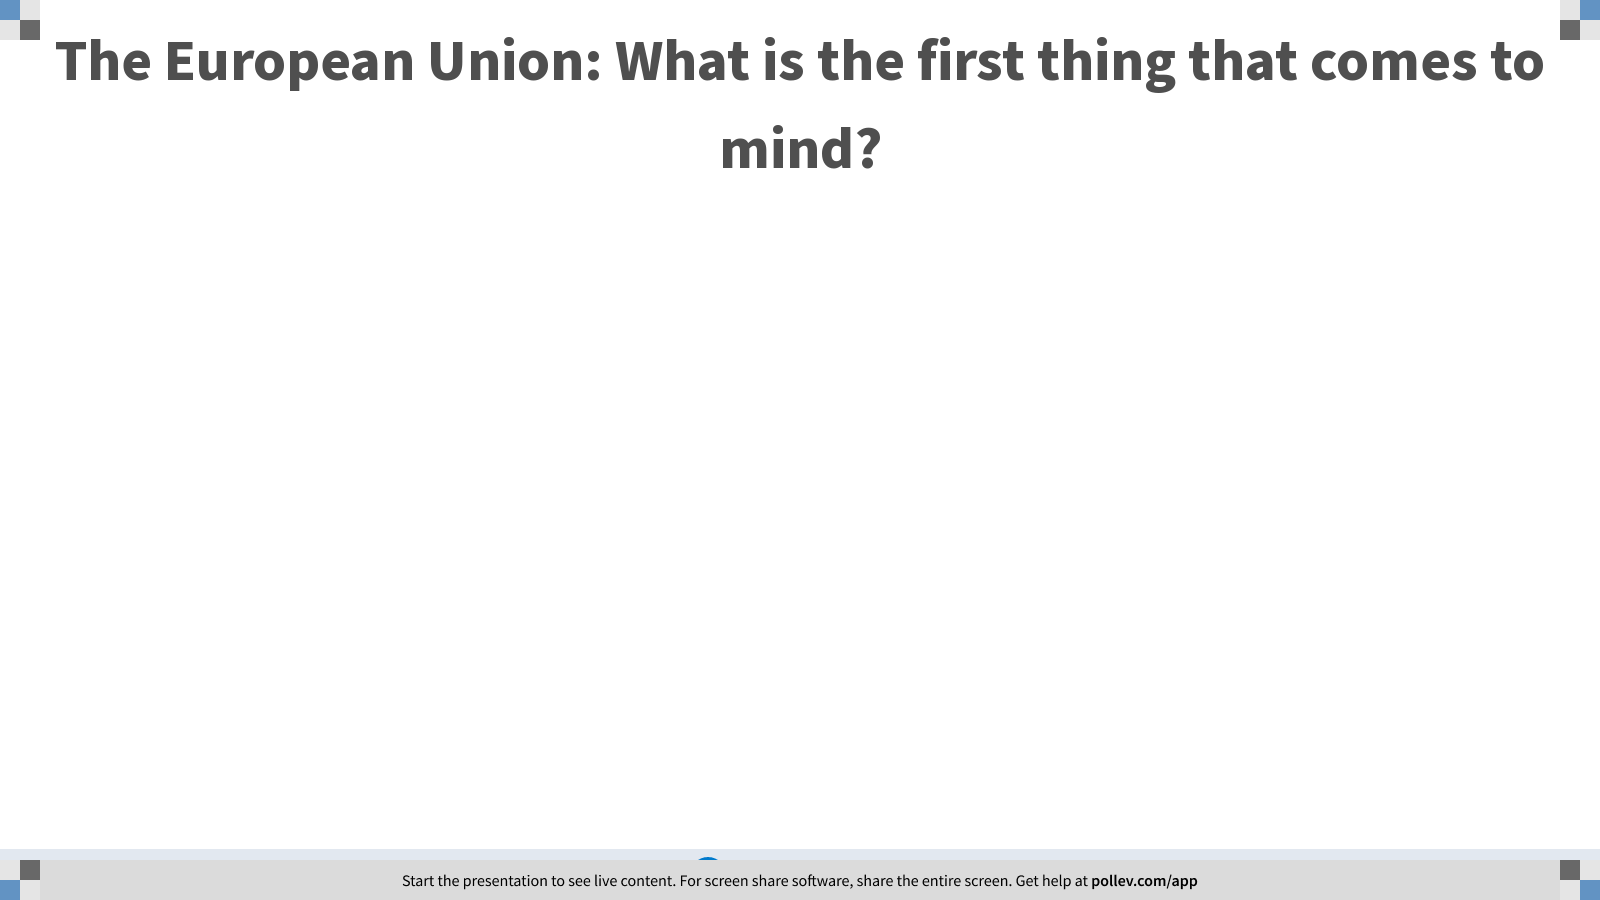 The European Union: What is the first thing that comes to
mind?
Start the presentation to see live content. For screen share software, share the entire screen. Get help at pollev.com/app